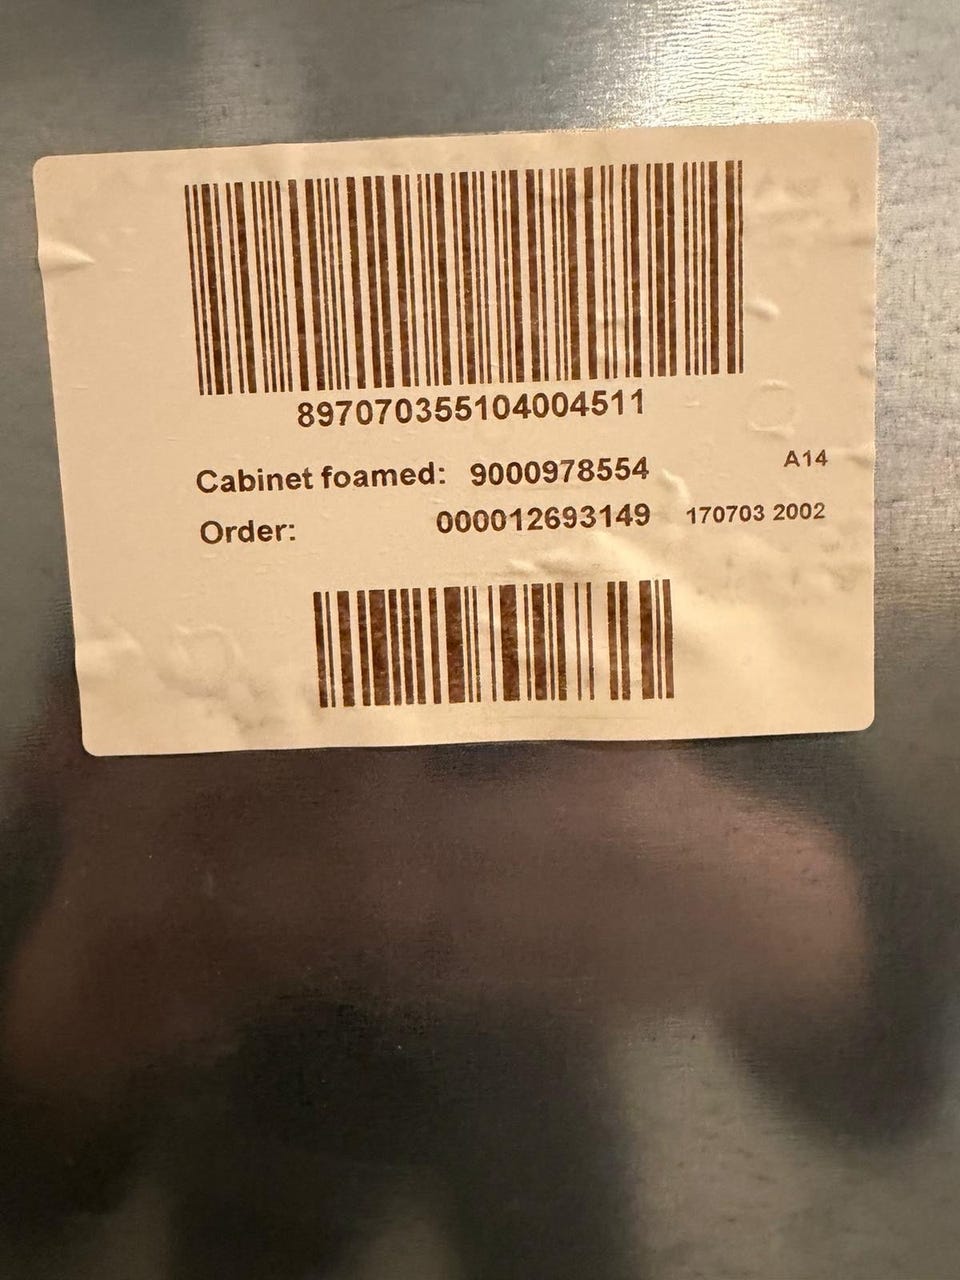 897070355104004511
A14
Cabinet foamed: 9000978554
Order: 000012693149 170703 2002